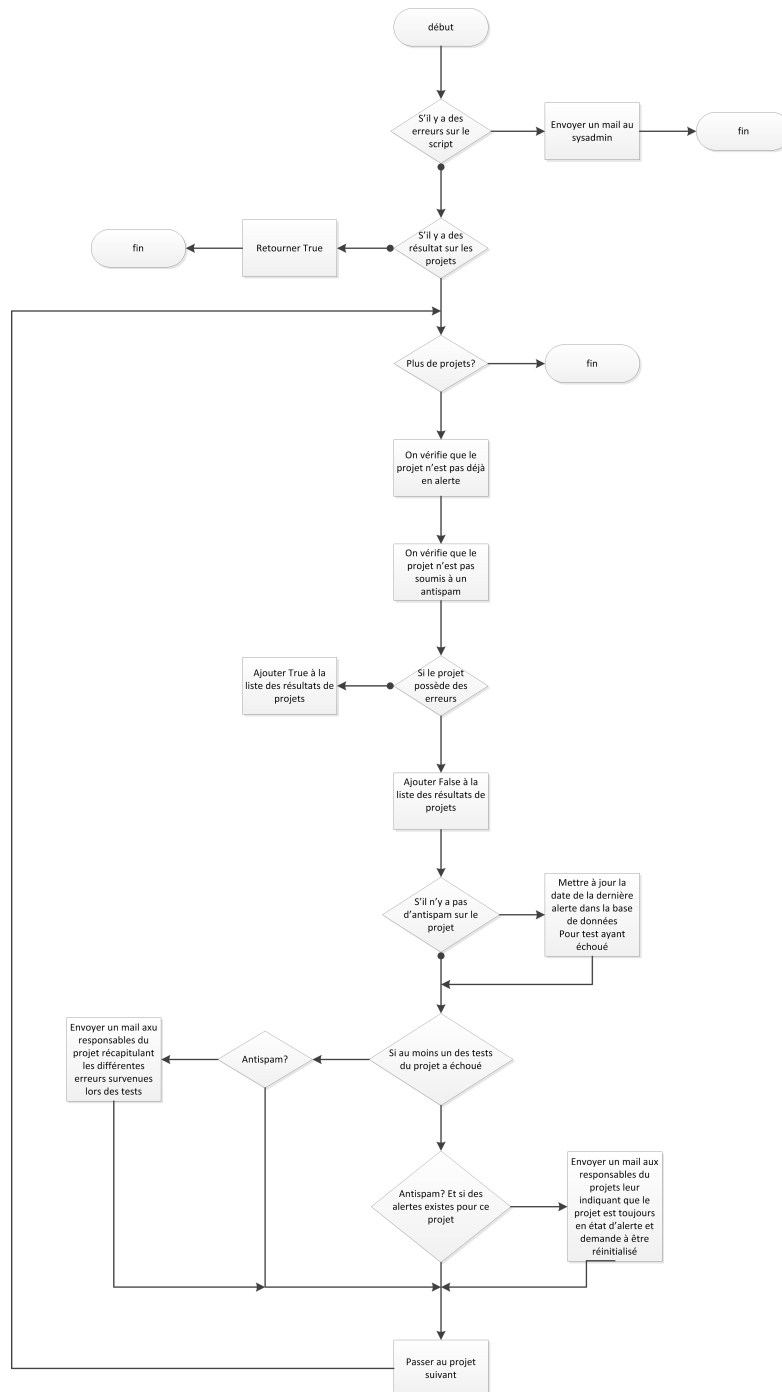 début
S'il y a des
erreurs sur le
script
Envoyer un mail au
sysadmin
fin
S'il y a des
résultat sur les
projets
Retourner True
fin
Plus de projets?
fin
On vérifie que le
projet n'est pas déjà
en alerte
On vérifie que le
projet n'est pas
soumis à un
antispam
Si le projet
possède des
erreurs
Ajouter True à la
liste des résultats de
projets
Ajouter False à la
liste des résultats de
projets
S'il n'y a pas
d'antispam sur le
projet
Mettre à jour la
date de la dernière
alerte dans la base
de données
Pour test ayant
échoué
Si au moins un des tests
du projet a échoué
Antispam?
Envoyer un mail axu
responsables du
projet récapitulant
les différentes
erreurs survenues
lors des tests
Antispam? Et si des
alertes existes pour ce
projet
Envoyer un mail aux
responsables du
projets leur
indiquant que le
projet est toujours
en état d'alerte et
demande à être
réinitialisé
Passer au projet
suivant